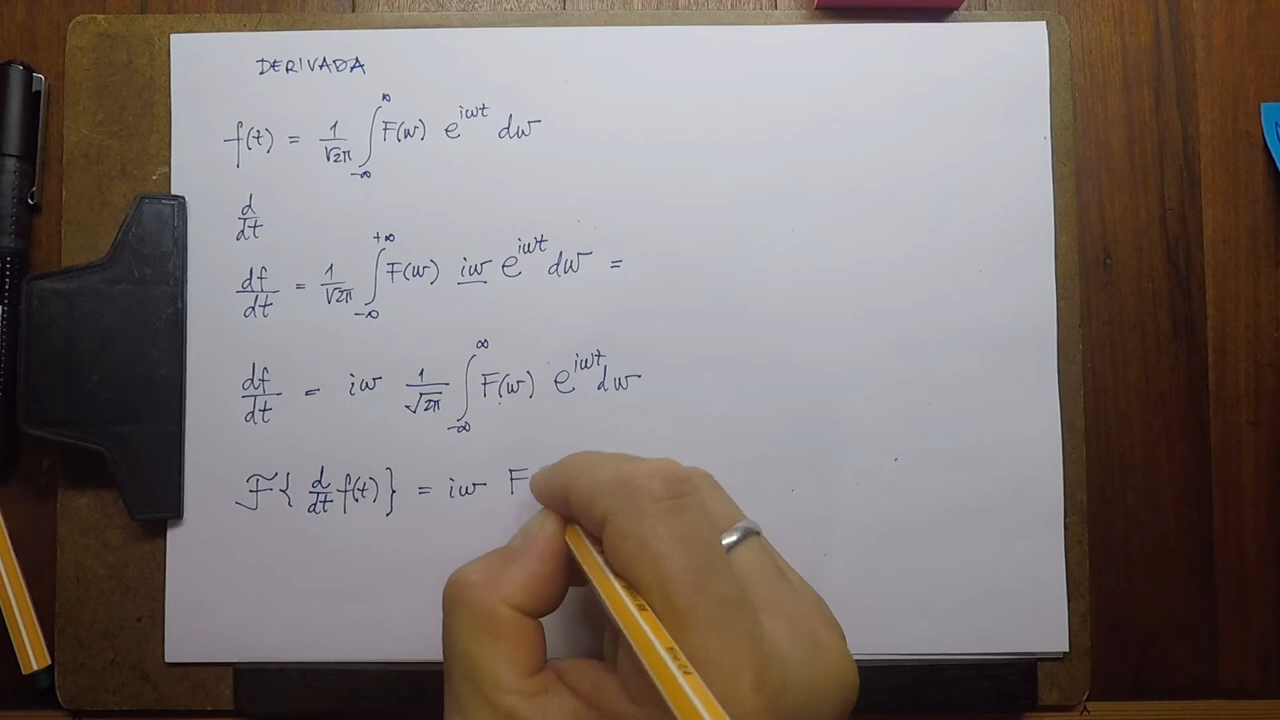 DERIVADA
f(t) = 1/√2π ∫_{-∞}^{∞} F(w) e^{iwt} dw
d/dt
df/dt = 1/√2π ∫_{-∞}^{+∞} F(w) iw e^{iwt} dw =
df/dt = iw 1/√2π ∫_{-∞}^{∞} F(w) e^{iwt} dw
ℱ{ d/dt f(t) } = iw F